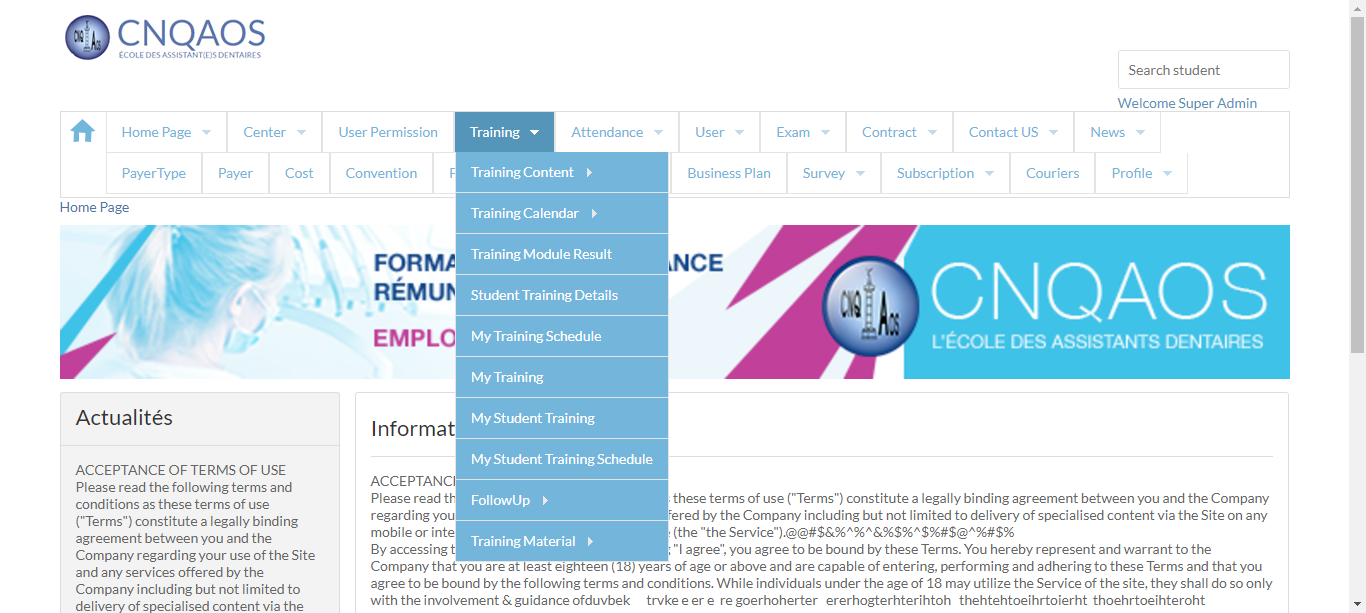 CNQAOS
ÉCOLE DES ASSISTANT(E)S DENTAIRES
Search student
Welcome Super Admin
Home Page Center User Permission Training Attendance User Exam Contract Contact US News
PayerType Payer Cost Convention Business Plan Survey Subscription Couriers Profile
Training Content
Training Calendar
Training Module Result
Student Training Details
My Training Schedule
My Training
My Student Training
My Student Training Schedule
FollowUp
Training Material
Home Page
FORMA NCE
RÉMUN
EMPLO
CNQ AOS
CNQAOS
L'ÉCOLE DES ASSISTANTS DENTAIRES
Actualités
ACCEPTANCE OF TERMS OF USE
Please read the following terms and
conditions as these terms of use
("Terms") constitute a legally binding
agreement between you and the
Company regarding your use of the Site
and any services offered by the
Company including but not limited to
delivery of specialised content via the
Informat
ACCEPTANC
Please read th s these terms of use ("Terms") constitute a legally binding agreement between you and the Company
regarding you fered by the Company including but not limited to delivery of specialised content via the Site on any
mobile or inte (the "the Service").@@#$&%^%^&%$%^$%#$@^%#$%
By accessing t "I agree", you agree to be bound by these Terms. You hereby represent and warrant to the
Company that you are at least eighteen (18) years of age or above and are capable of entering, performing and adhering to these Terms and that you
agree to be bound by the following terms and conditions. While individuals under the age of 18 may utilize the Service of the site, they shall do so only
with the involvement & guidance ofduvbek trvke e er e re goerhoherter ererhogterhterihtoh thehtehtoeihrtoierht thoehrtoeihteroht